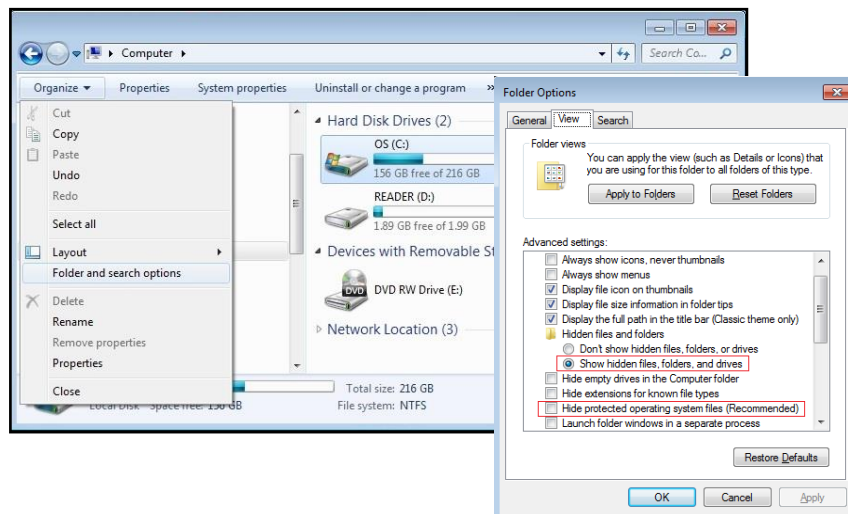 Computer
Search Co...
Organize
Properties
System properties
Uninstall or change a program
»
Cut
Copy
Paste
Undo
Redo
Select all
Layout
Folder and search options
Delete
Rename
Remove properties
Properties
Close
Hard Disk Drives (2)
OS (C:)
156 GB free of 216 GB
READER (D:)
1.89 GB free of 1.99 GB
Devices with Removable St
DVD
DVD RW Drive (E:)
Network Location (3)
Total size: 216 GB
Local Disk Space free: 156 GB
File system: NTFS
Folder Options
General
View
Search
Folder views
You can apply the view (such as Details or Icons) that
you are using for this folder to all folders of this type.
Apply to Folders
Reset Folders
Advanced settings:
Always show icons, never thumbnails
Always show menus
Display file icon on thumbnails
Display file size information in folder tips
Display the full path in the title bar (Classic theme only)
Hidden files and folders
Don't show hidden files, folders, or drives
Show hidden files, folders, and drives
Hide empty drives in the Computer folder
Hide extensions for known file types
Hide protected operating system files (Recommended)
Launch folder windows in a separate process
Restore Defaults
OK
Cancel
Apply